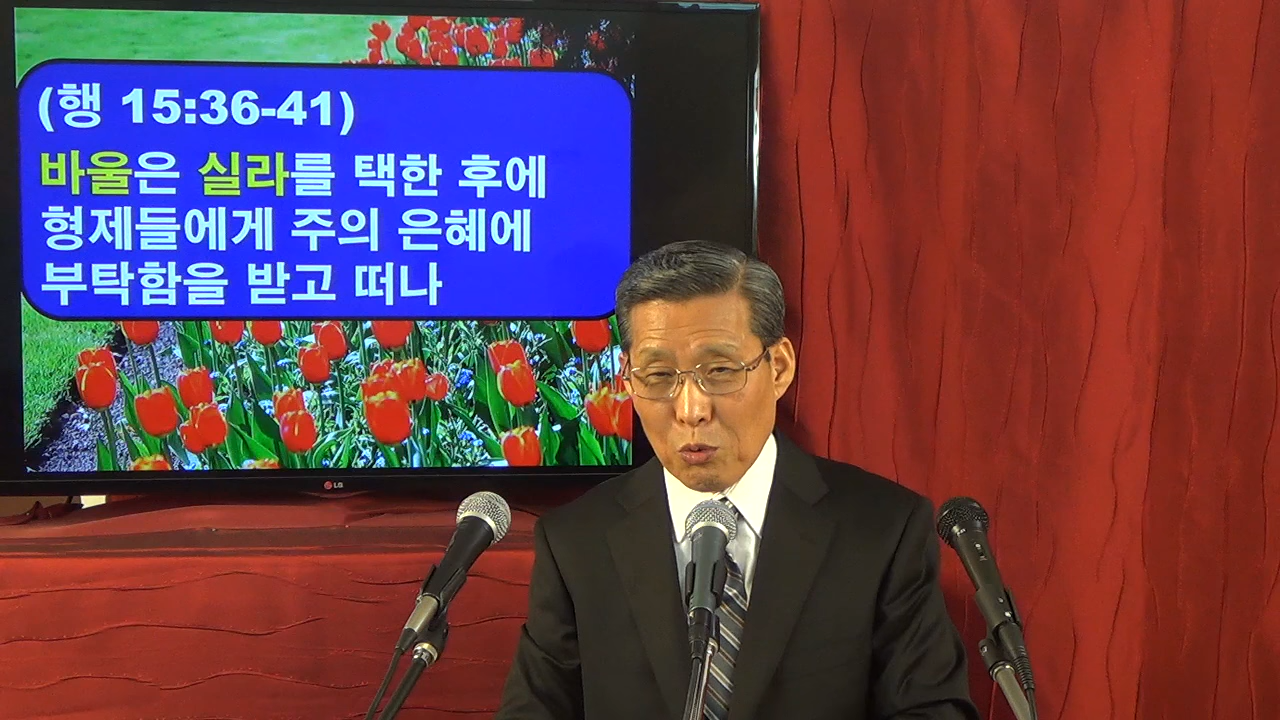 (행 15:36-41)
바울은 실라를 택한 후에
형제들에게 주의 은혜에
부탁함을 받고 떠나
LG